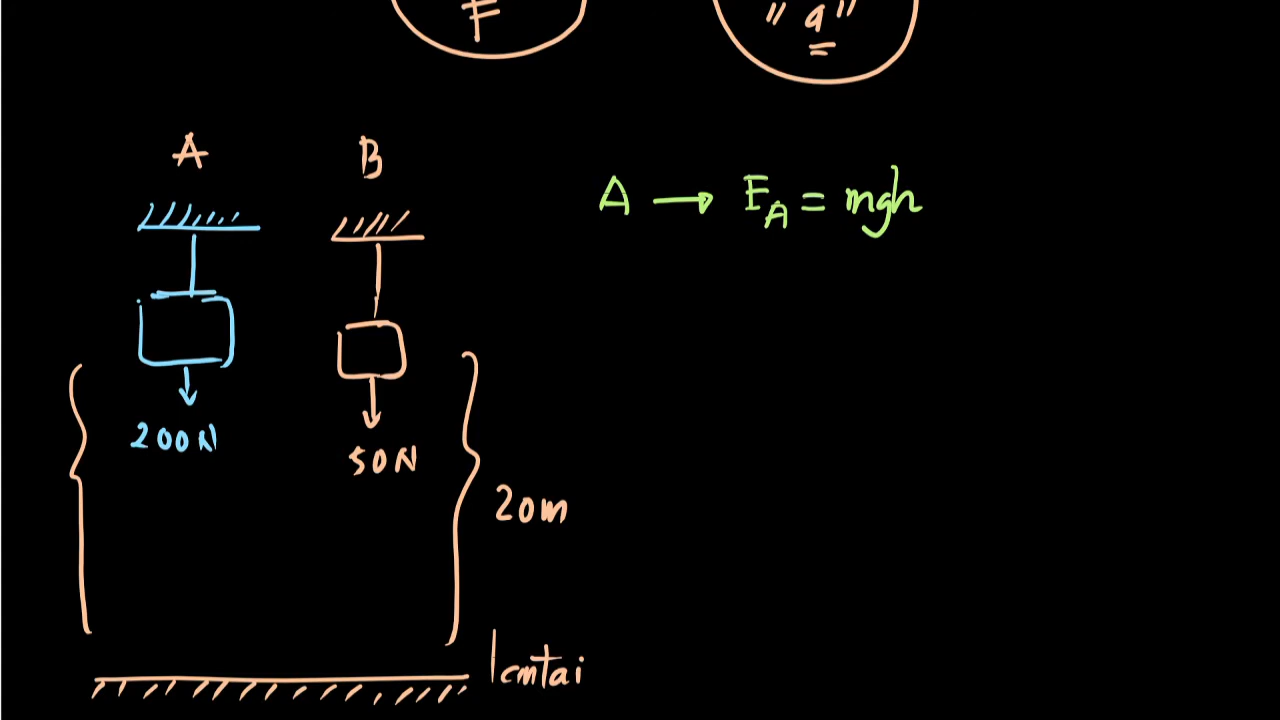 F "a"
A B
A → E_A = mgh
200N
50N
20m
lantai